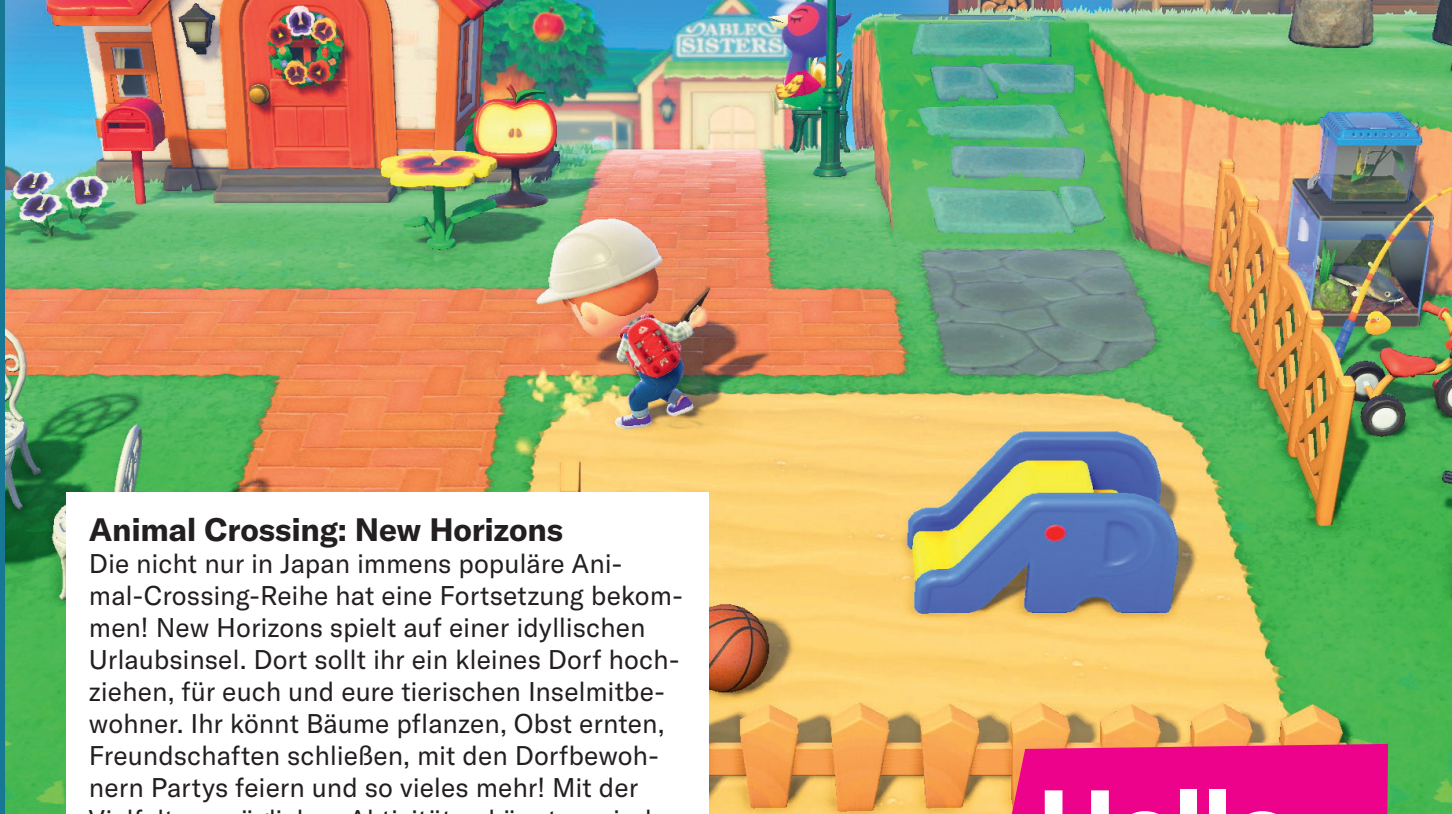 ABLE
SISTERS
Animal Crossing: New Horizons
Die nicht nur in Japan immens populäre Ani-
mal-Crossing-Reihe hat eine Fortsetzung bekom-
men! New Horizons spielt auf einer idyllischen
Urlaubsinsel. Dort sollt ihr ein kleines Dorf hoch-
ziehen, für euch und eure tierischen Inselmitbe-
wohner. Ihr könnt Bäume pflanzen, Obst ernten,
Freundschaften schließen, mit den Dorfbewoh-
nern Partys feiern und so vieles mehr! Mit der